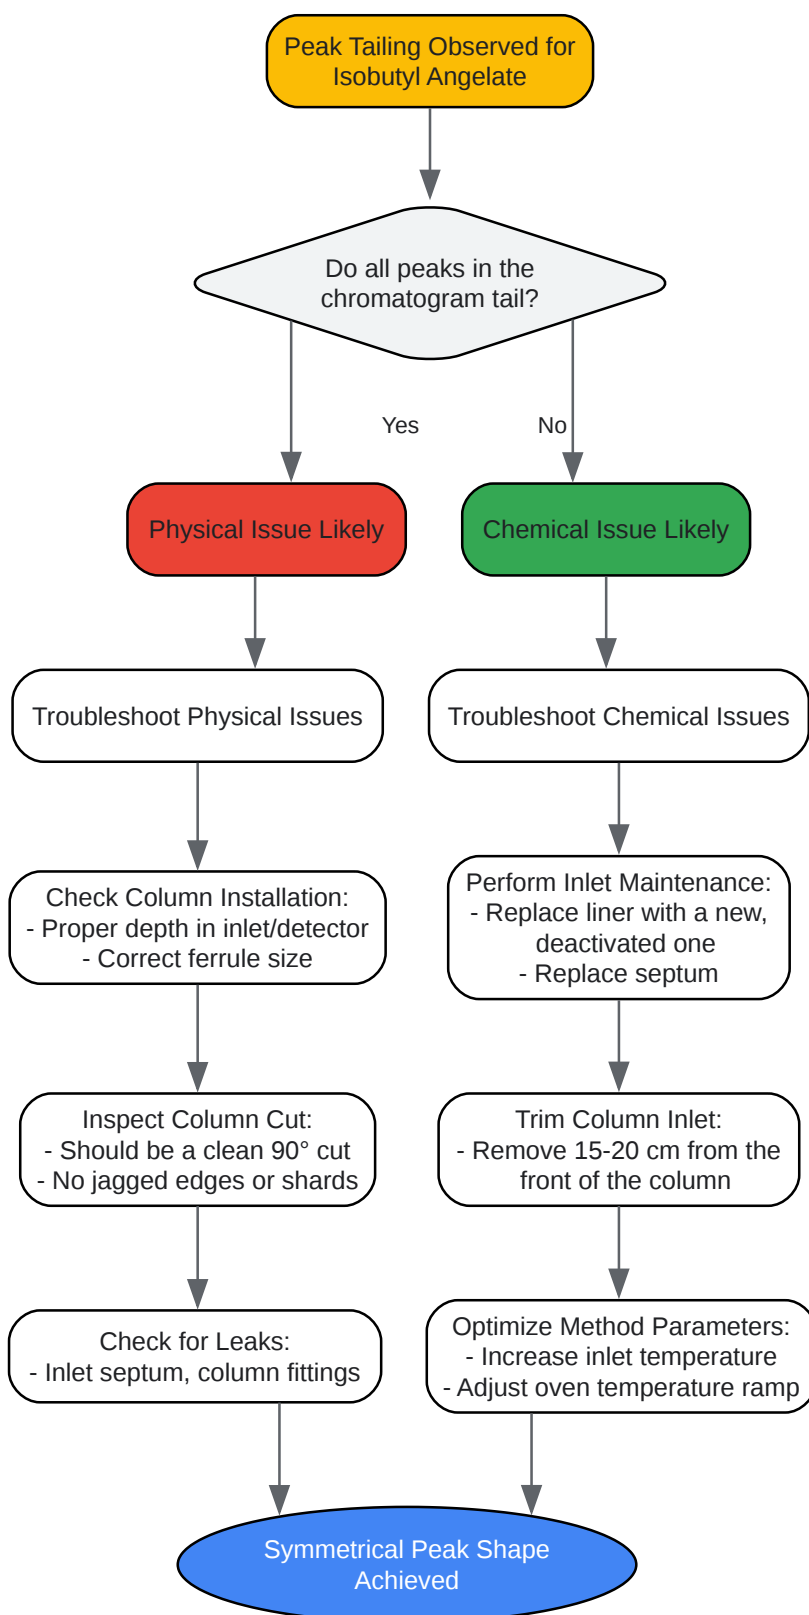 Peak Tailing Observed for
Isobutyl Angelate
Do all peaks in the
chromatogram tail?
Yes
No
Physical Issue Likely
Chemical Issue Likely
Troubleshoot Physical Issues
Troubleshoot Chemical Issues
Check Column Installation:
- Proper depth in inlet/detector
- Correct ferrule size
Perform Inlet Maintenance:
- Replace liner with a new,
deactivated one
- Replace septum
Inspect Column Cut:
- Should be a clean 90° cut
- No jagged edges or shards
Trim Column Inlet:
- Remove 15-20 cm from the
front of the column
Check for Leaks:
- Inlet septum, column fittings
Optimize Method Parameters:
- Increase inlet temperature
- Adjust oven temperature ramp
Symmetrical Peak Shape
Achieved